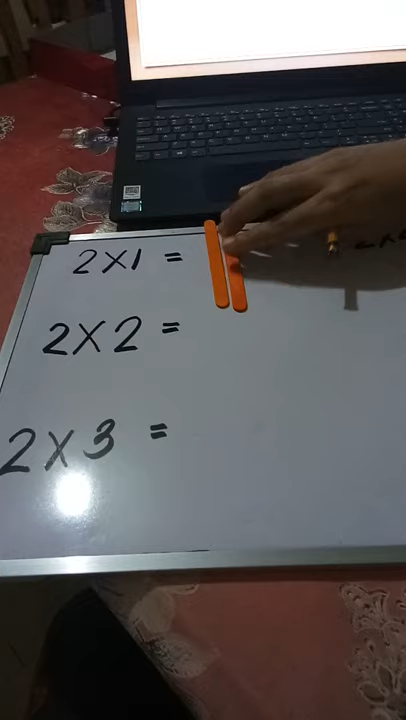 2X1 =
2X2 =
2X3 =